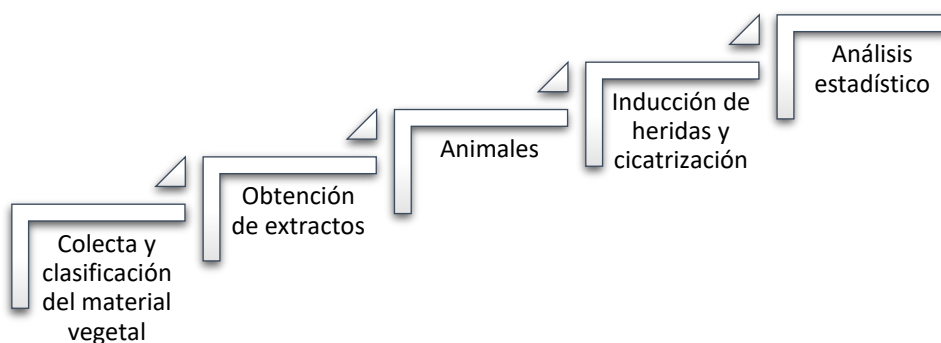 Colecta y
clasificación
del material
vegetal
Obtención
de extractos
Animales
Inducción de
heridas y
cicatrización
Análisis
estadístico